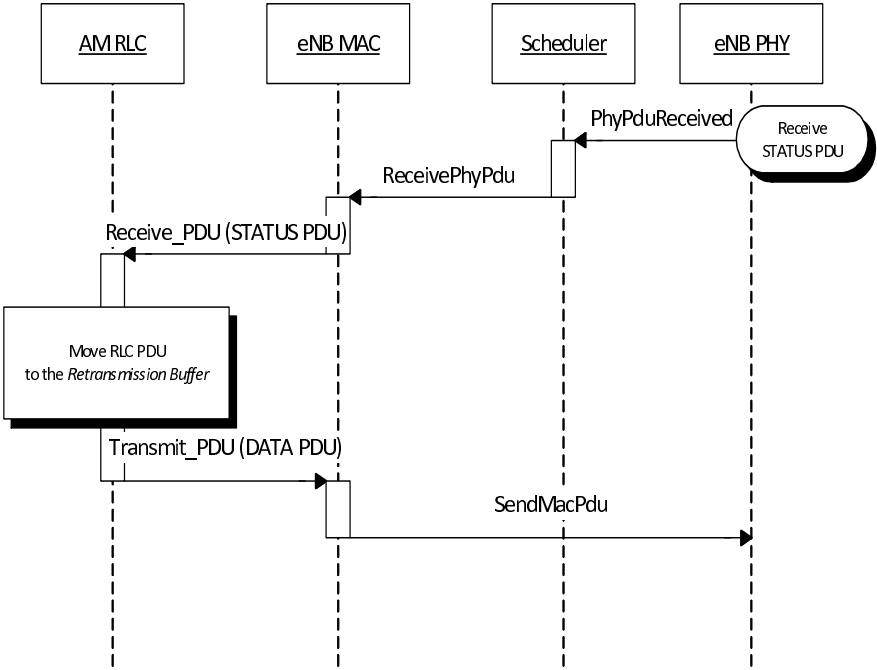 AM RLC
eNB MAC
Scheduler
eNB PHY
PhyPduReceived
Receive
STATUS PDU
ReceivePhyPdu
Receive_PDU (STATUS PDU)
Move RLC PDU
to the Retransmission Buffer
Transmit_PDU (DATA PDU)
SendMacPdu